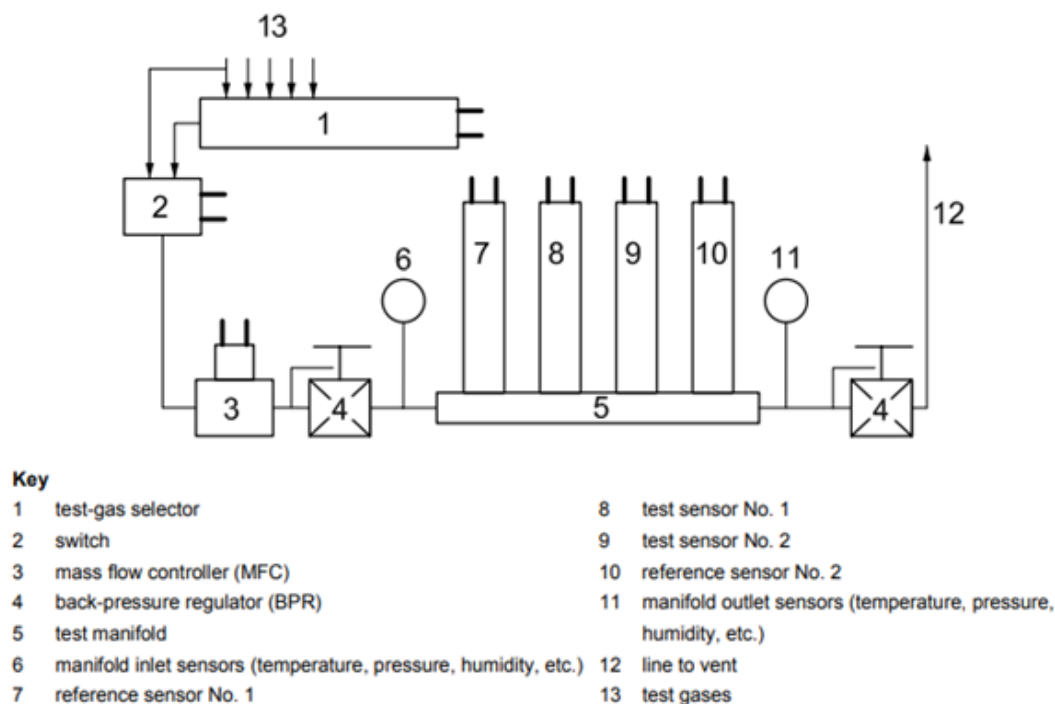 13
1
2
12
6
7
8
9
10
11
3
4
5
4
Key
1 test-gas selector
2 switch
3 mass flow controller (MFC)
4 back-pressure regulator (BPR)
5 test manifold
6 manifold inlet sensors (temperature, pressure, humidity, etc.)
7 reference sensor No. 1
8 test sensor No. 1
9 test sensor No. 2
10 reference sensor No. 2
11 manifold outlet sensors (temperature, pressure,
humidity, etc.)
12 line to vent
13 test gases